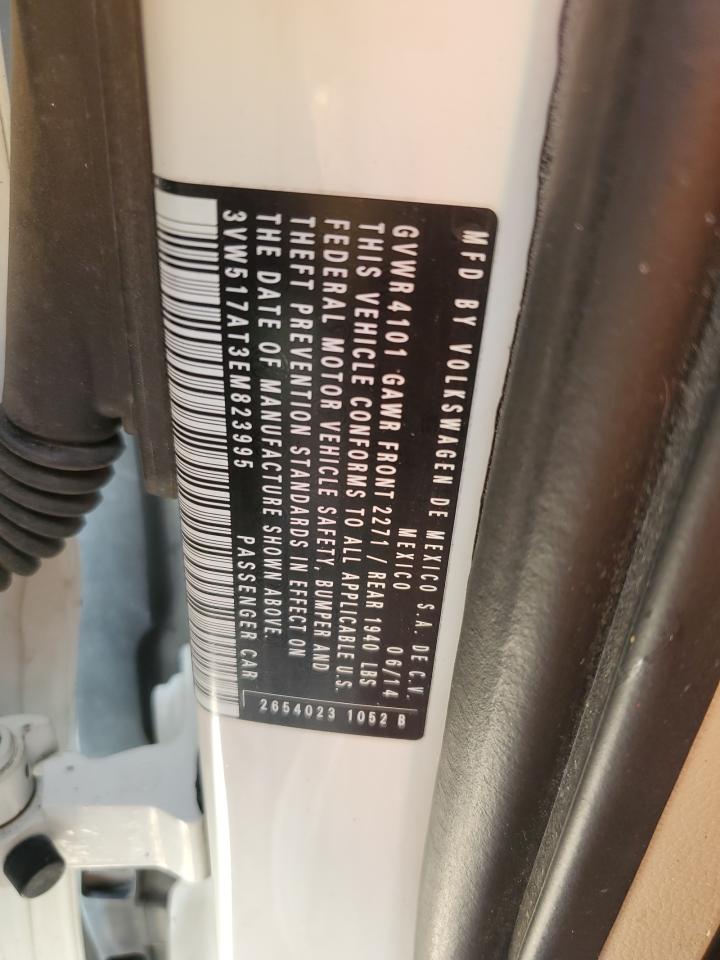 MFD BY VOLKSWAGEN DE MEXICO S.A. DE C.V.
MEXICO 06/14
GVWR 4101 GAWR FRONT 2271 / REAR 1940 LBS
THIS VEHICLE CONFORMS TO ALL APPLICABLE U.S.
FEDERAL MOTOR VEHICLE SAFETY, BUMPER AND
THEFT PREVENTION STANDARDS IN EFFECT ON
THE DATE OF MANUFACTURE SHOWN ABOVE.
3VW517AT3EM823995 PASSENGER CAR
2654023 1052 B